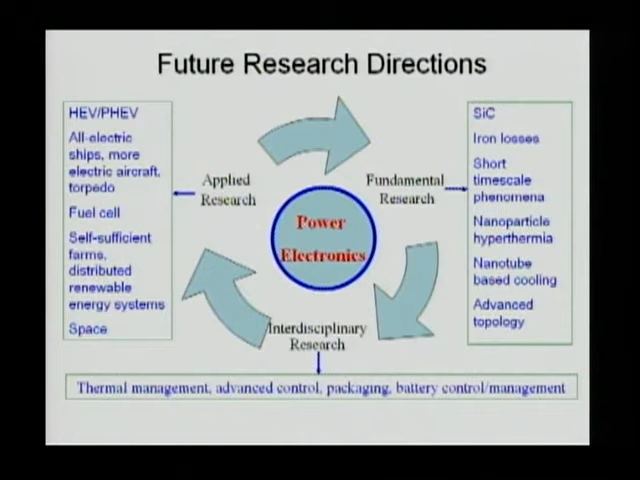 Future Research Directions
HEV/PHEV
All-electric
ships, more
electric aircraft,
torpedo
Fuel cell
Self-sufficient
farms,
distributed
renewable
energy systems
Space
Applied
Research
Power
Electronics
Fundamental
Research
SiC
Iron losses
Short
timescale
phenomena
Nanoparticle
hyperthermia
Nanotube
based cooling
Advanced
topology
Interdisciplinary
Research
Thermal management, advanced control, packaging, battery control/management